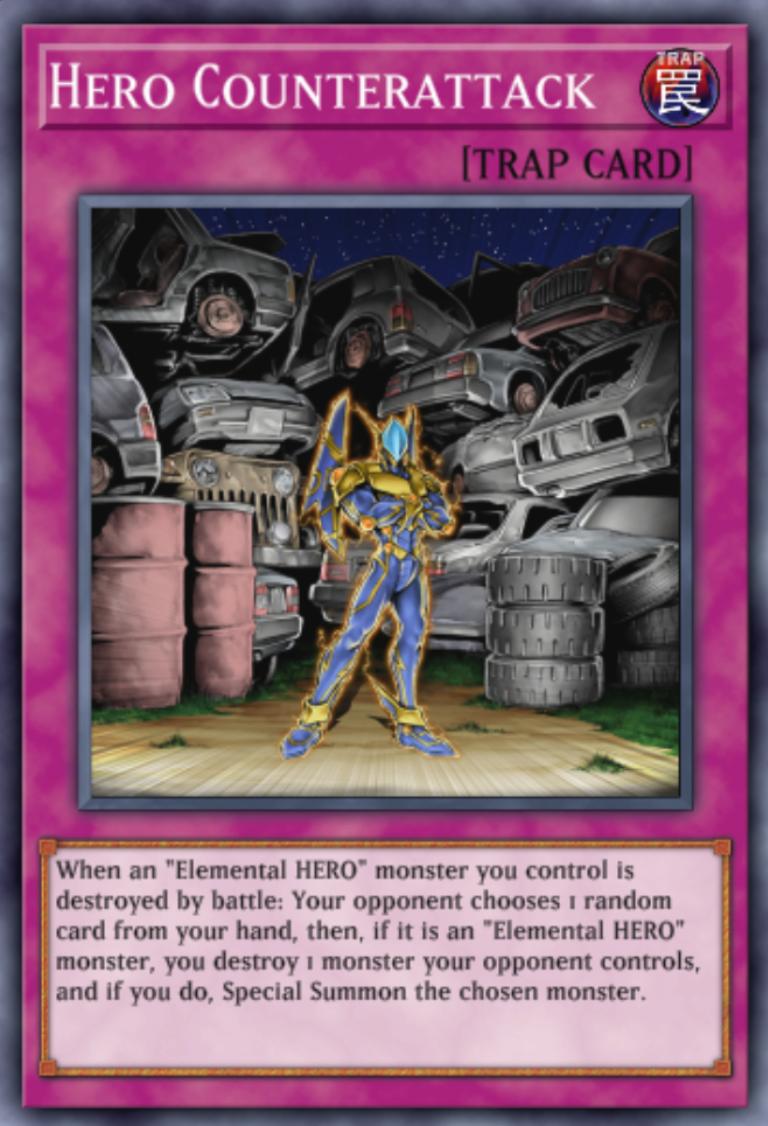 HERO COUNTERATTACK
TRAP
罠
[TRAP CARD]
When an "Elemental HERO" monster you control is
destroyed by battle: Your opponent chooses 1 random
card from your hand, then, if it is an "Elemental HERO"
monster, you destroy 1 monster your opponent controls,
and if you do, Special Summon the chosen monster.